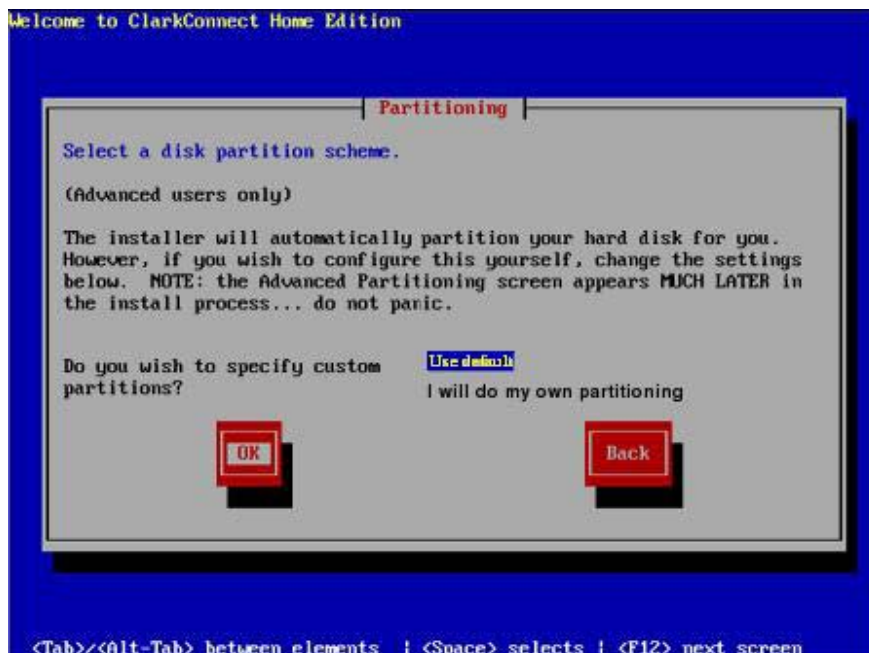 Welcome to ClarkConnect Home Edition
Partitioning
Select a disk partition scheme.
(Advanced users only)
The installer will automatically partition your hard disk for you.
However, if you wish to configure this yourself, change the settings
below. NOTE: the Advanced Partitioning screen appears MUCH LATER in
the install process... do not panic.
Do you wish to specify custom
partitions?
Use default
I will do my own partitioning
OK
Back
<Tab>/<Alt-Tab> between elements | <Space> selects | <F12> next screen